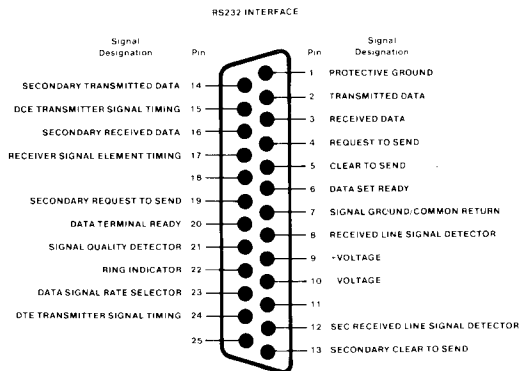 RS232 INTERFACE
Signal Designation Pin
Pin Signal Designation
SECONDARY TRANSMITTED DATA 14
DCE TRANSMITTER SIGNAL TIMING 15
SECONDARY RECEIVED DATA 16
RECEIVER SIGNAL ELEMENT TIMING 17
18
SECONDARY REQUEST TO SEND 19
DATA TERMINAL READY 20
SIGNAL QUALITY DETECTOR 21
RING INDICATOR 22
DATA SIGNAL RATE SELECTOR 23
DTE TRANSMITTER SIGNAL TIMING 24
25
1 PROTECTIVE GROUND
2 TRANSMITTED DATA
3 RECEIVED DATA
4 REQUEST TO SEND
5 CLEAR TO SEND
6 DATA SET READY
7 SIGNAL GROUND/COMMON RETURN
8 RECEIVED LINE SIGNAL DETECTOR
9 VOLTAGE
10 VOLTAGE
11
12 SEC RECEIVED LINE SIGNAL DETECTOR
13 SECONDARY CLEAR TO SEND